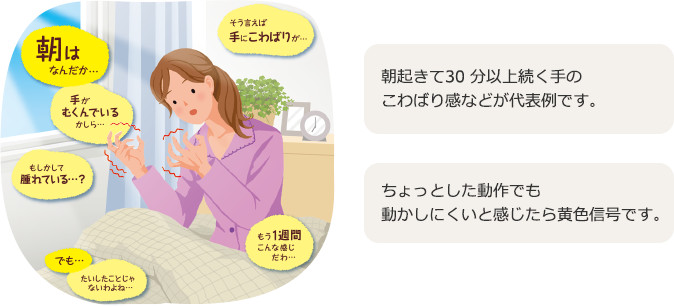 朝は
なんだか…
そう言えば
手にこわばりが…
手が
むくんでいる
かしら…
もしかして
腫れている…？
もう1週間
こんな感じ
だわ…
でも…
たいしたことじゃ
ないわよね…
朝起きて30 分以上続く手の
こわばり感などが代表例です。
ちょっとした動作でも
動かしにくいと感じたら黄色信号です。